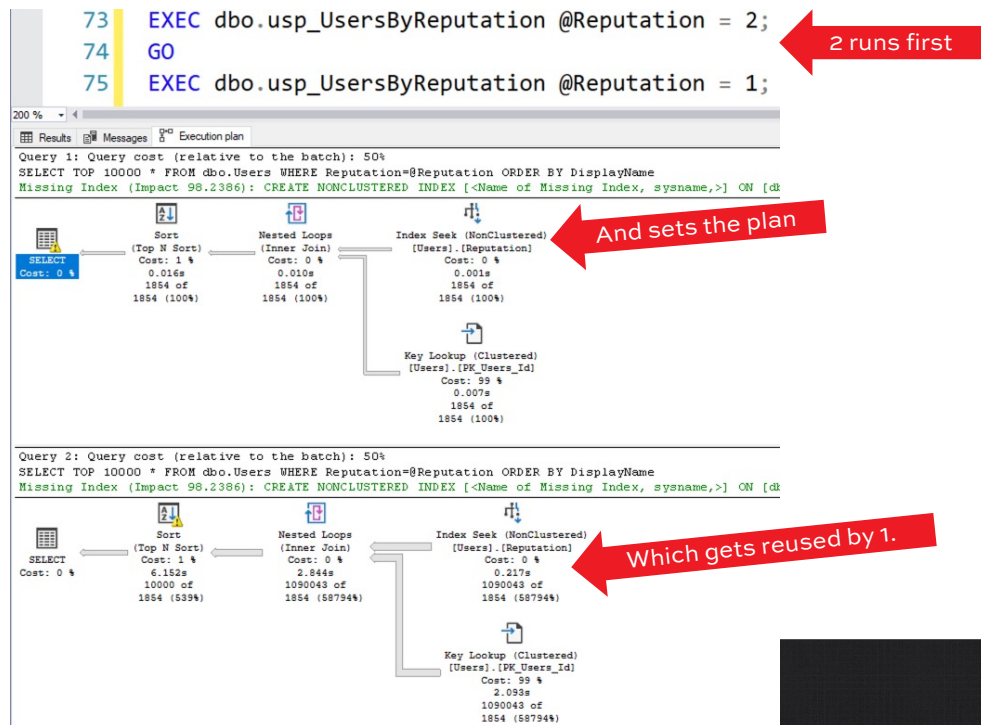 73 EXEC dbo.usp_UsersByReputation @Reputation = 2;
2 runs first
74 GO
75 EXEC dbo.usp_UsersByReputation @Reputation = 1;
200 %
Results Messages Execution plan
Query 1: Query cost (relative to the batch): 50%
SELECT TOP 10000 * FROM dbo.Users WHERE Reputation=@Reputation ORDER BY DisplayName
Missing Index (Impact 98.2386): CREATE NONCLUSTERED INDEX [<Name of Missing Index, sysname,>] ON [db
SELECT
Cost: 0 %
Sort
(Top N Sort)
Cost: 1 %
0.016s
1854 of
1854 (100%)
Nested Loops
(Inner Join)
Cost: 0 %
0.010s
1854 of
1854 (100%)
Index Seek (NonClustered)
[Users].[Reputation]
Cost: 0 %
0.001s
1854 of
1854 (100%)
And sets the plan
Key Lookup (Clustered)
[Users].[PK_Users_Id]
Cost: 99 %
0.007s
1854 of
1854 (100%)
Query 2: Query cost (relative to the batch): 50%
SELECT TOP 10000 * FROM dbo.Users WHERE Reputation=@Reputation ORDER BY DisplayName
Missing Index (Impact 98.2386): CREATE NONCLUSTERED INDEX [<Name of Missing Index, sysname,>] ON [db
SELECT
Cost: 0 %
Sort
(Top N Sort)
Cost: 1 %
6.152s
10000 of
1854 (539%)
Nested Loops
(Inner Join)
Cost: 0 %
2.844s
1090043 of
1854 (58794%)
Index Seek (NonClustered)
[Users].[Reputation]
Cost: 0 %
0.217s
1090043 of
1854 (58794%)
Which gets reused by 1.
Key Lookup (Clustered)
[Users].[PK_Users_Id]
Cost: 99 %
2.093s
1090043 of
1854 (58794%)